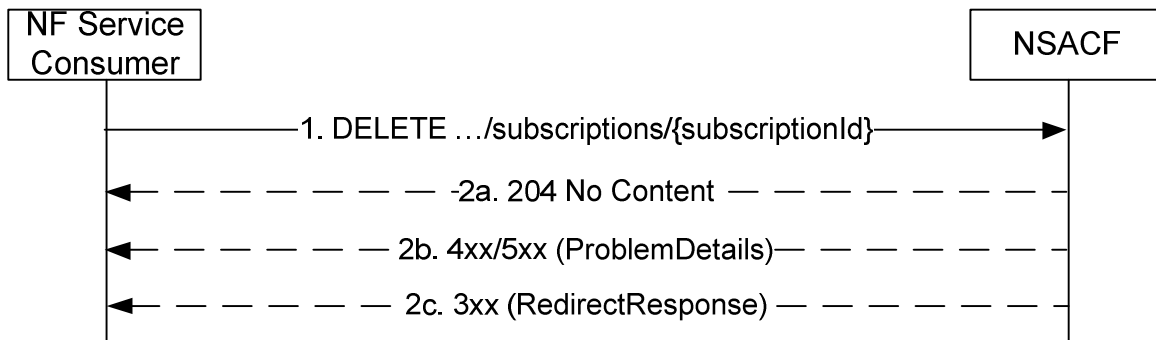 NF Service
Consumer
NSACF
1. DELETE …/subscriptions/{subscriptionId}
2a. 204 No Content
2b. 4xx/5xx (ProblemDetails)
2c. 3xx (RedirectResponse)